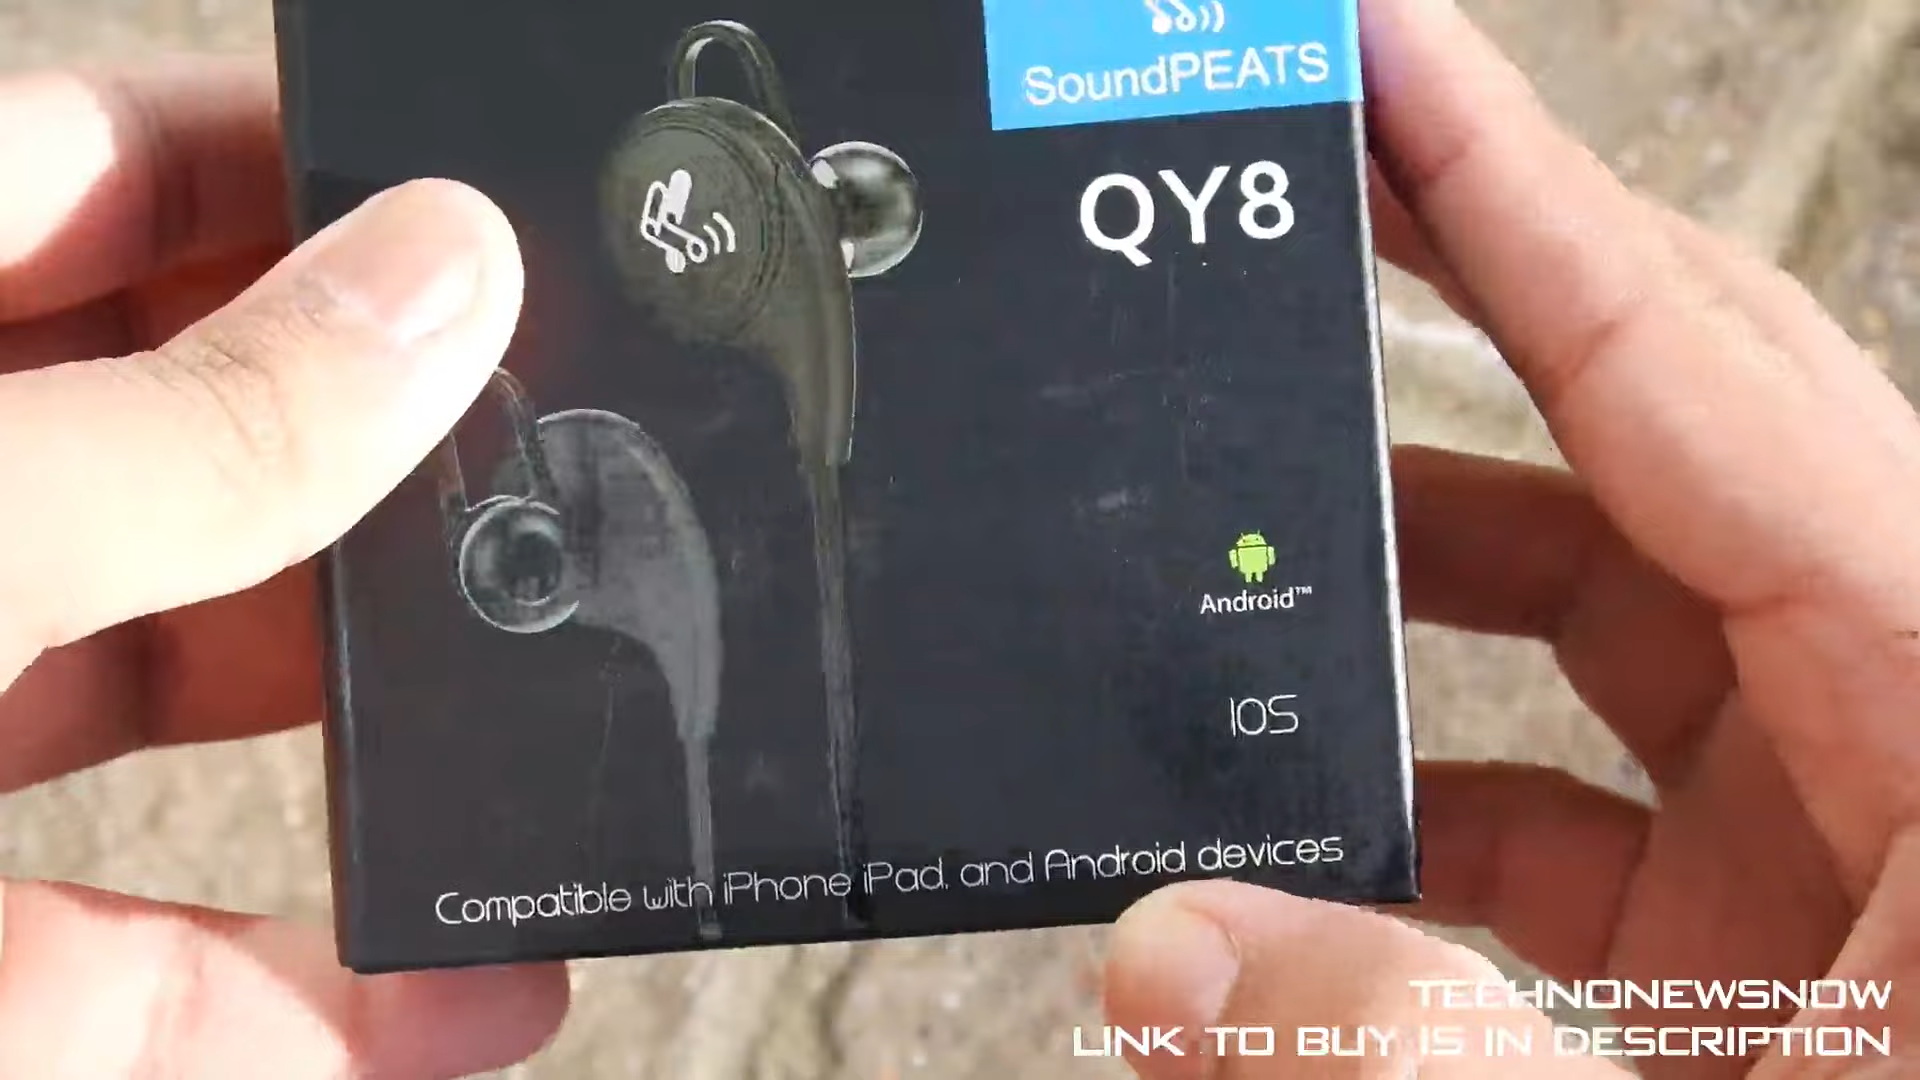 SoundPEATS
QY8
Android™
IOS
Compatible with iPhone iPad, and Android devices
TECHNONEWSNOW
LINK TO BUY IS IN DESCRIPTION